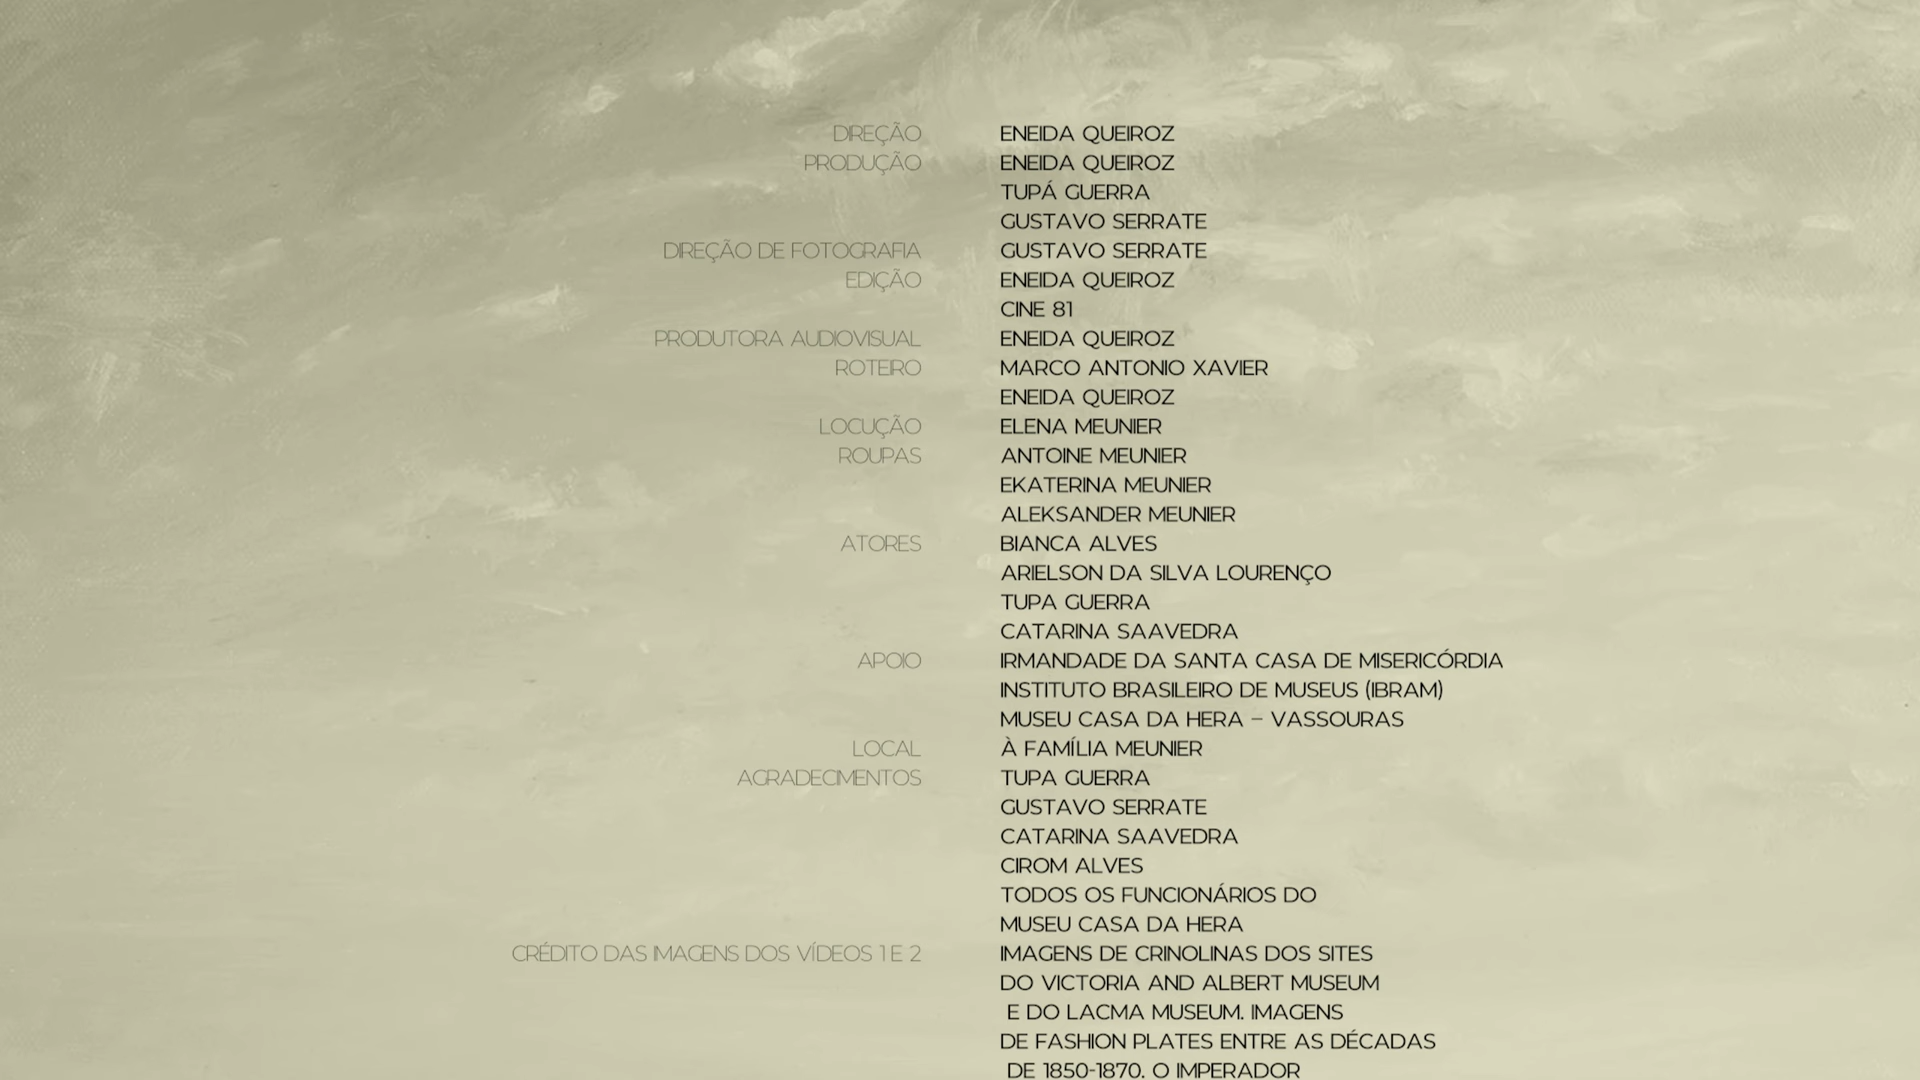 DIREÇÃO ENEIDA QUEIROZ
PRODUÇÃO ENEIDA QUEIROZ
TUPÁ GUERRA
GUSTAVO SERRATE
DIREÇÃO DE FOTOGRAFIA GUSTAVO SERRATE
EDIÇÃO ENEIDA QUEIROZ
CINE 81
PRODUTORA AUDIOVISUAL ENEIDA QUEIROZ
ROTEIRO MARCO ANTONIO XAVIER
ENEIDA QUEIROZ
LOCUÇÃO ELENA MEUNIER
ROUPAS ANTOINE MEUNIER
EKATERINA MEUNIER
ALEKSANDER MEUNIER
ATORES BIANCA ALVES
ARIELSON DA SILVA LOURENÇO
TUPA GUERRA
CATARINA SAAVEDRA
APOIO IRMANDADE DA SANTA CASA DE MISERICÓRDIA
INSTITUTO BRASILEIRO DE MUSEUS (IBRAM)
MUSEU CASA DA HERA – VASSOURAS
LOCAL À FAMÍLIA MEUNIER
AGRADECIMENTOS TUPA GUERRA
GUSTAVO SERRATE
CATARINA SAAVEDRA
CIROM ALVES
TODOS OS FUNCIONÁRIOS DO
MUSEU CASA DA HERA
CRÉDITO DAS IMAGENS DOS VÍDEOS 1 E 2 IMAGENS DE CRINOLINAS DOS SITES
DO VICTORIA AND ALBERT MUSEUM
E DO LACMA MUSEUM. IMAGENS
DE FASHION PLATES ENTRE AS DÉCADAS
DE 1850-1870. O IMPERADOR